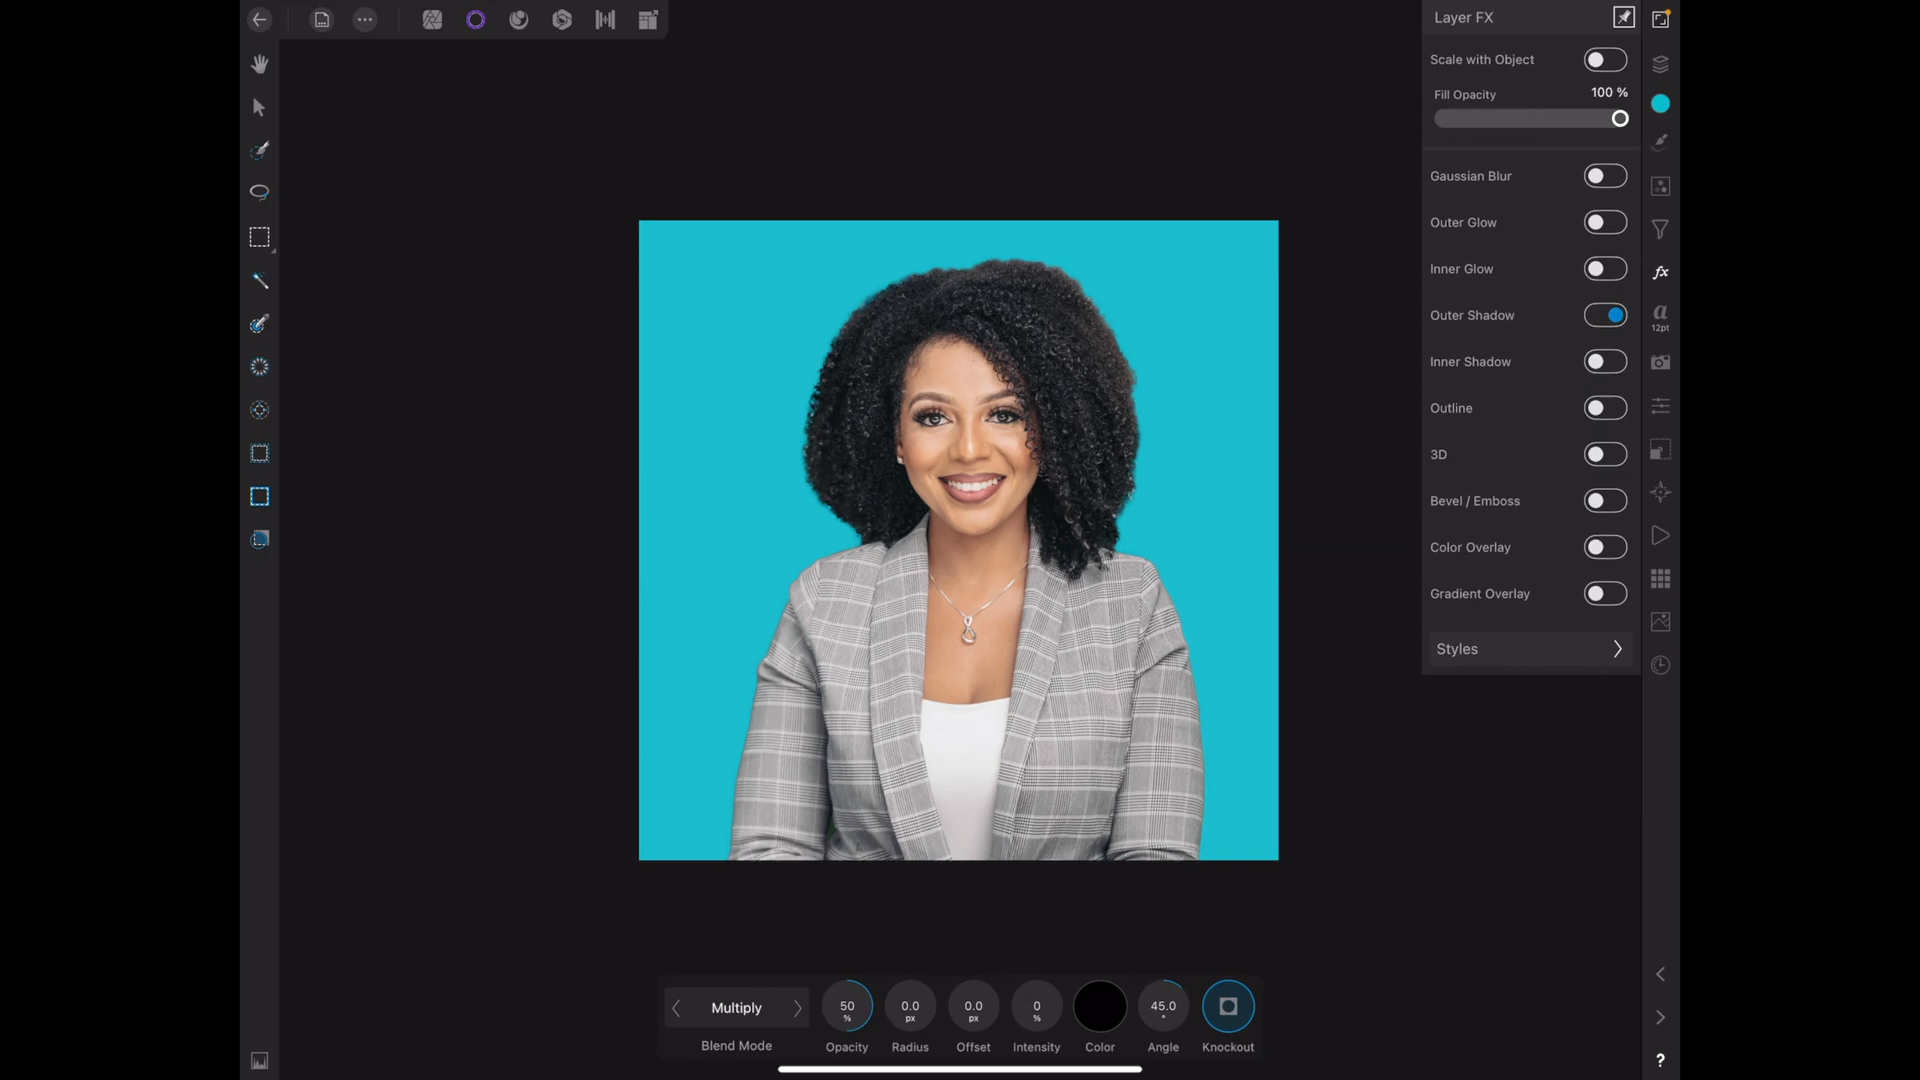 Layer FX
Scale with Object
Fill Opacity 100 %
Gaussian Blur
Outer Glow
Inner Glow
Outer Shadow
Inner Shadow
Outline
3D
Bevel / Emboss
Color Overlay
Gradient Overlay
Styles
fx
a
12pt
?
Multiply
Blend Mode
50 %
Opacity
0.0 px
Radius
0.0 px
Offset
0 %
Intensity
Color
45.0 °
Angle
Knockout